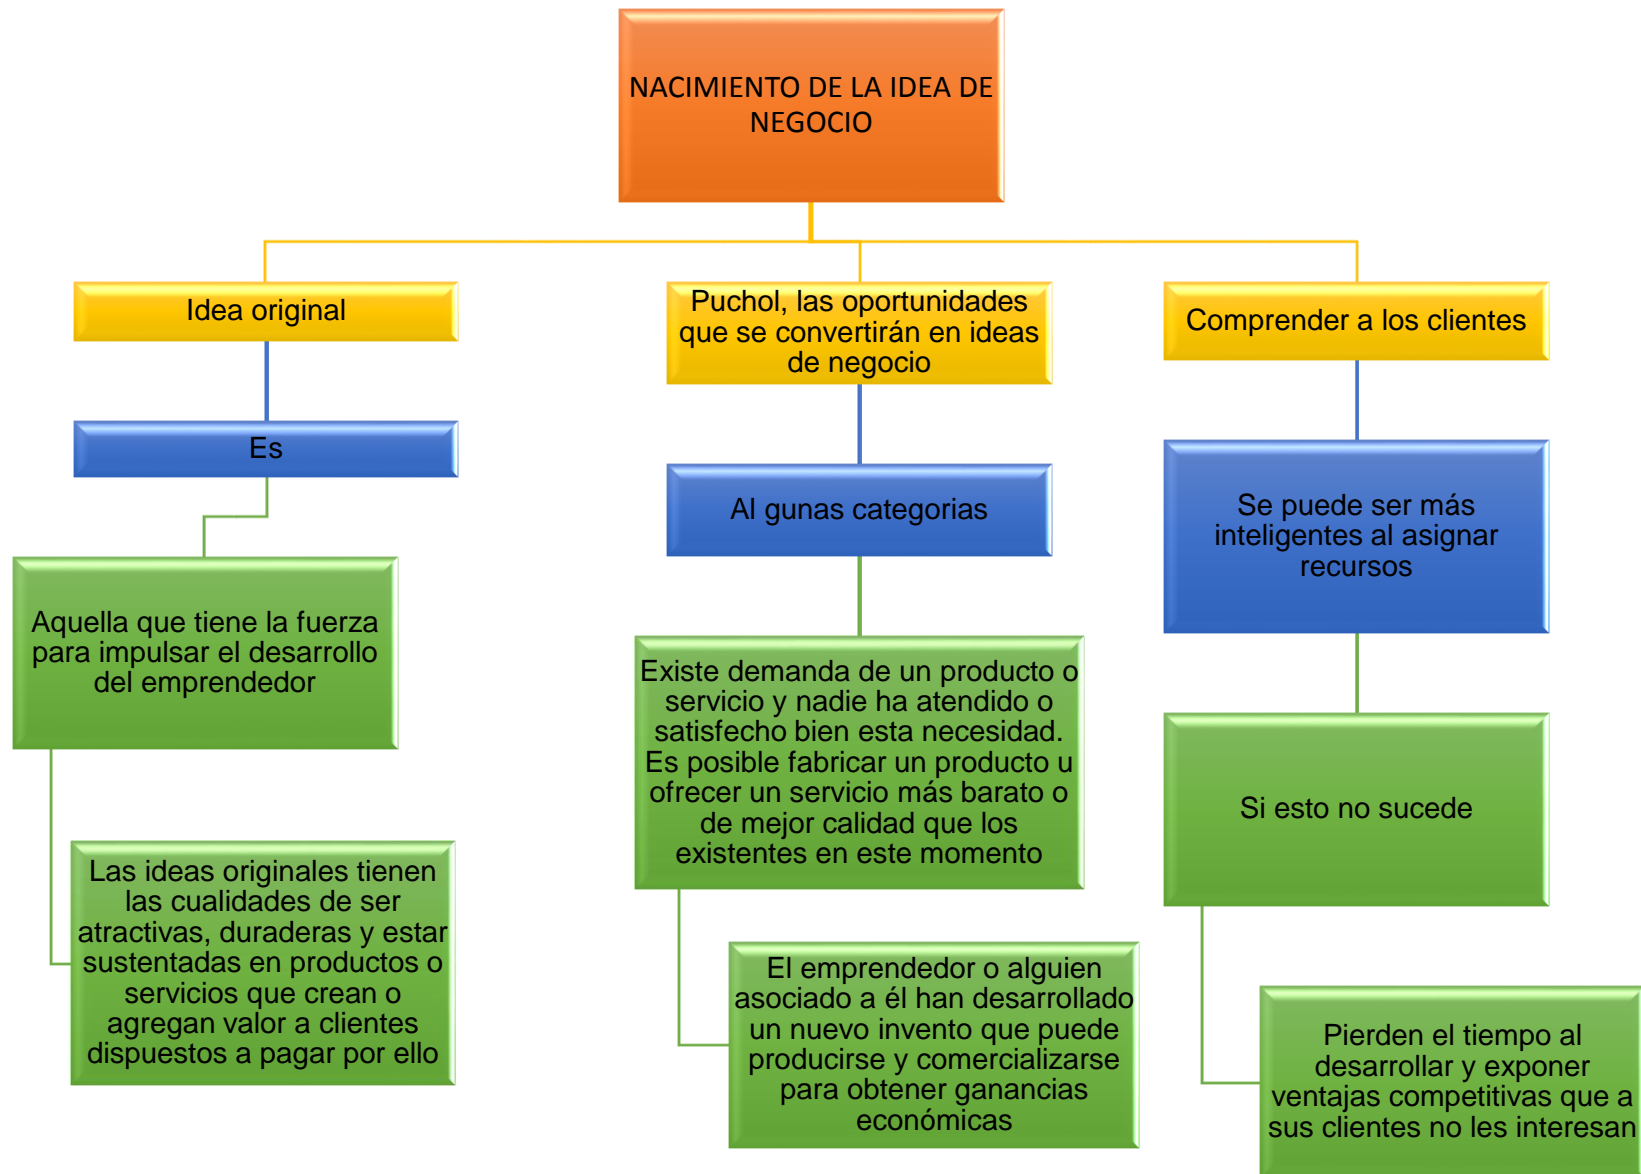 NACIMIENTO DE LA IDEA DE
NEGOCIO
Idea original
Es
Aquella que tiene la fuerza
para impulsar el desarrollo
del emprendedor
Las ideas originales tienen
las cualidades de ser
atractivas, duraderas y estar
sustentadas en productos o
servicios que crean o
agregan valor a clientes
dispuestos a pagar por ello
Puchol, las oportunidades
que se convertirán en ideas
de negocio
Al gunas categorias
Existe demanda de un producto o
servicio y nadie ha atendido o
satisfecho bien esta necesidad.
Es posible fabricar un producto u
ofrecer un servicio más barato o
de mejor calidad que los
existentes en este momento
El emprendedor o alguien
asociado a él han desarrollado
un nuevo invento que puede
producirse y comercializarse
para obtener ganancias
económicas
Comprender a los clientes
Se puede ser más
inteligentes al asignar
recursos
Si esto no sucede
Pierden el tiempo al
desarrollar y exponer
ventajas competitivas que a
sus clientes no les interesan